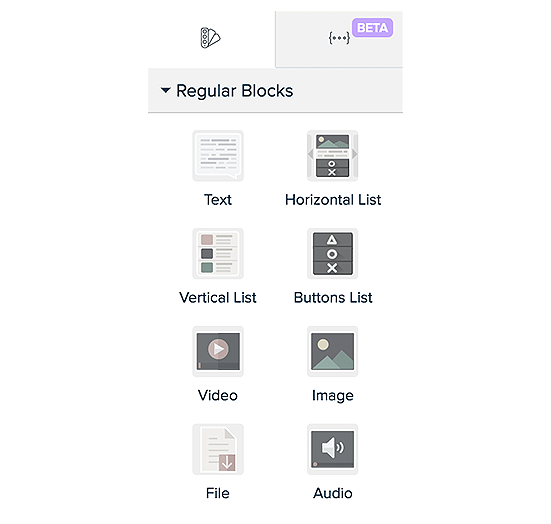 BETA
Regular Blocks
Text Horizontal List
Vertical List Buttons List
Video Image
File Audio